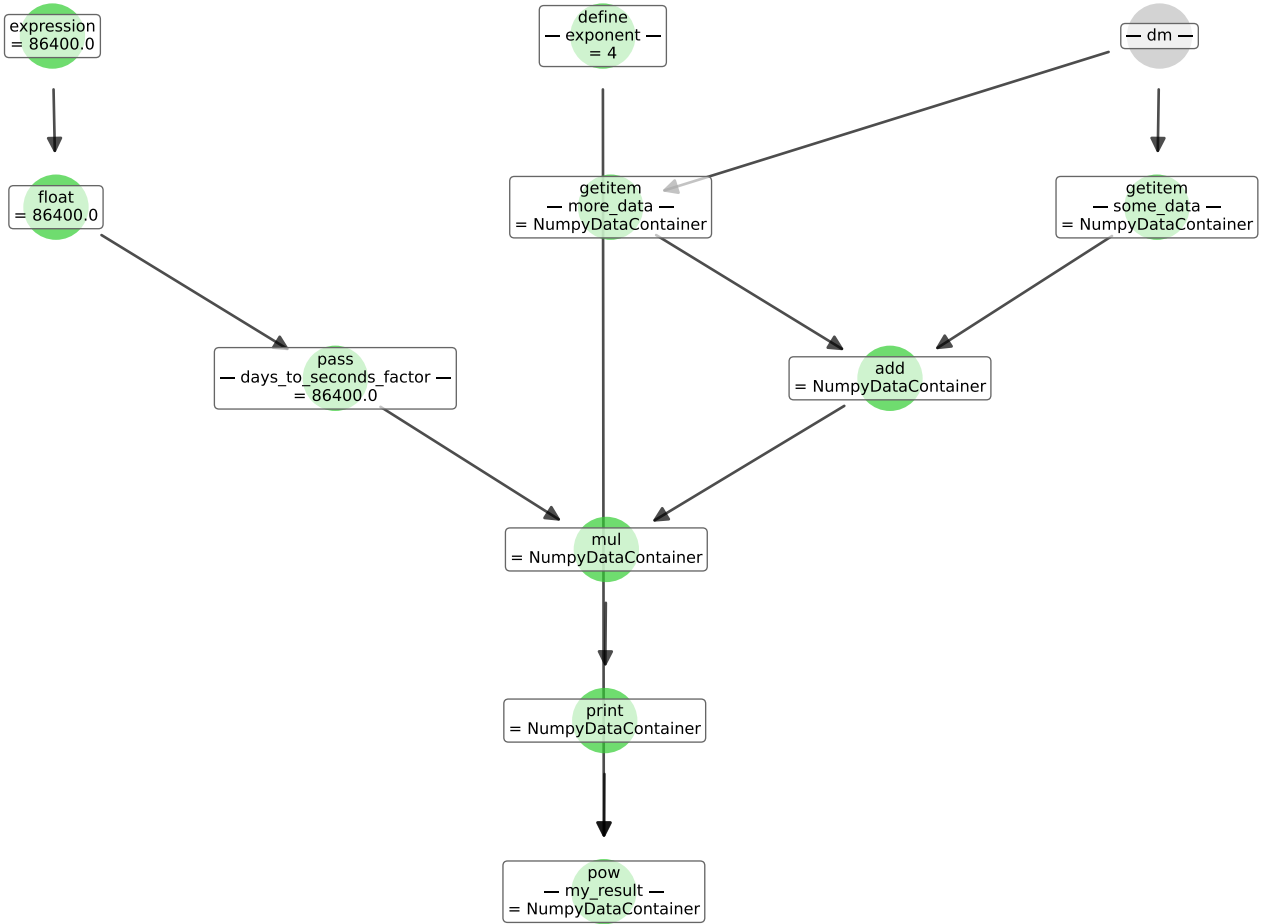 expression
= 86400.0
define
— exponent —
= 4
— dm —
float
= 86400.0
getitem
— more_data —
= NumpyDataContainer
getitem
— some_data —
= NumpyDataContainer
pass
— days_to_seconds_factor —
= 86400.0
add
= NumpyDataContainer
mul
= NumpyDataContainer
print
= NumpyDataContainer
pow
— my_result —
= NumpyDataContainer